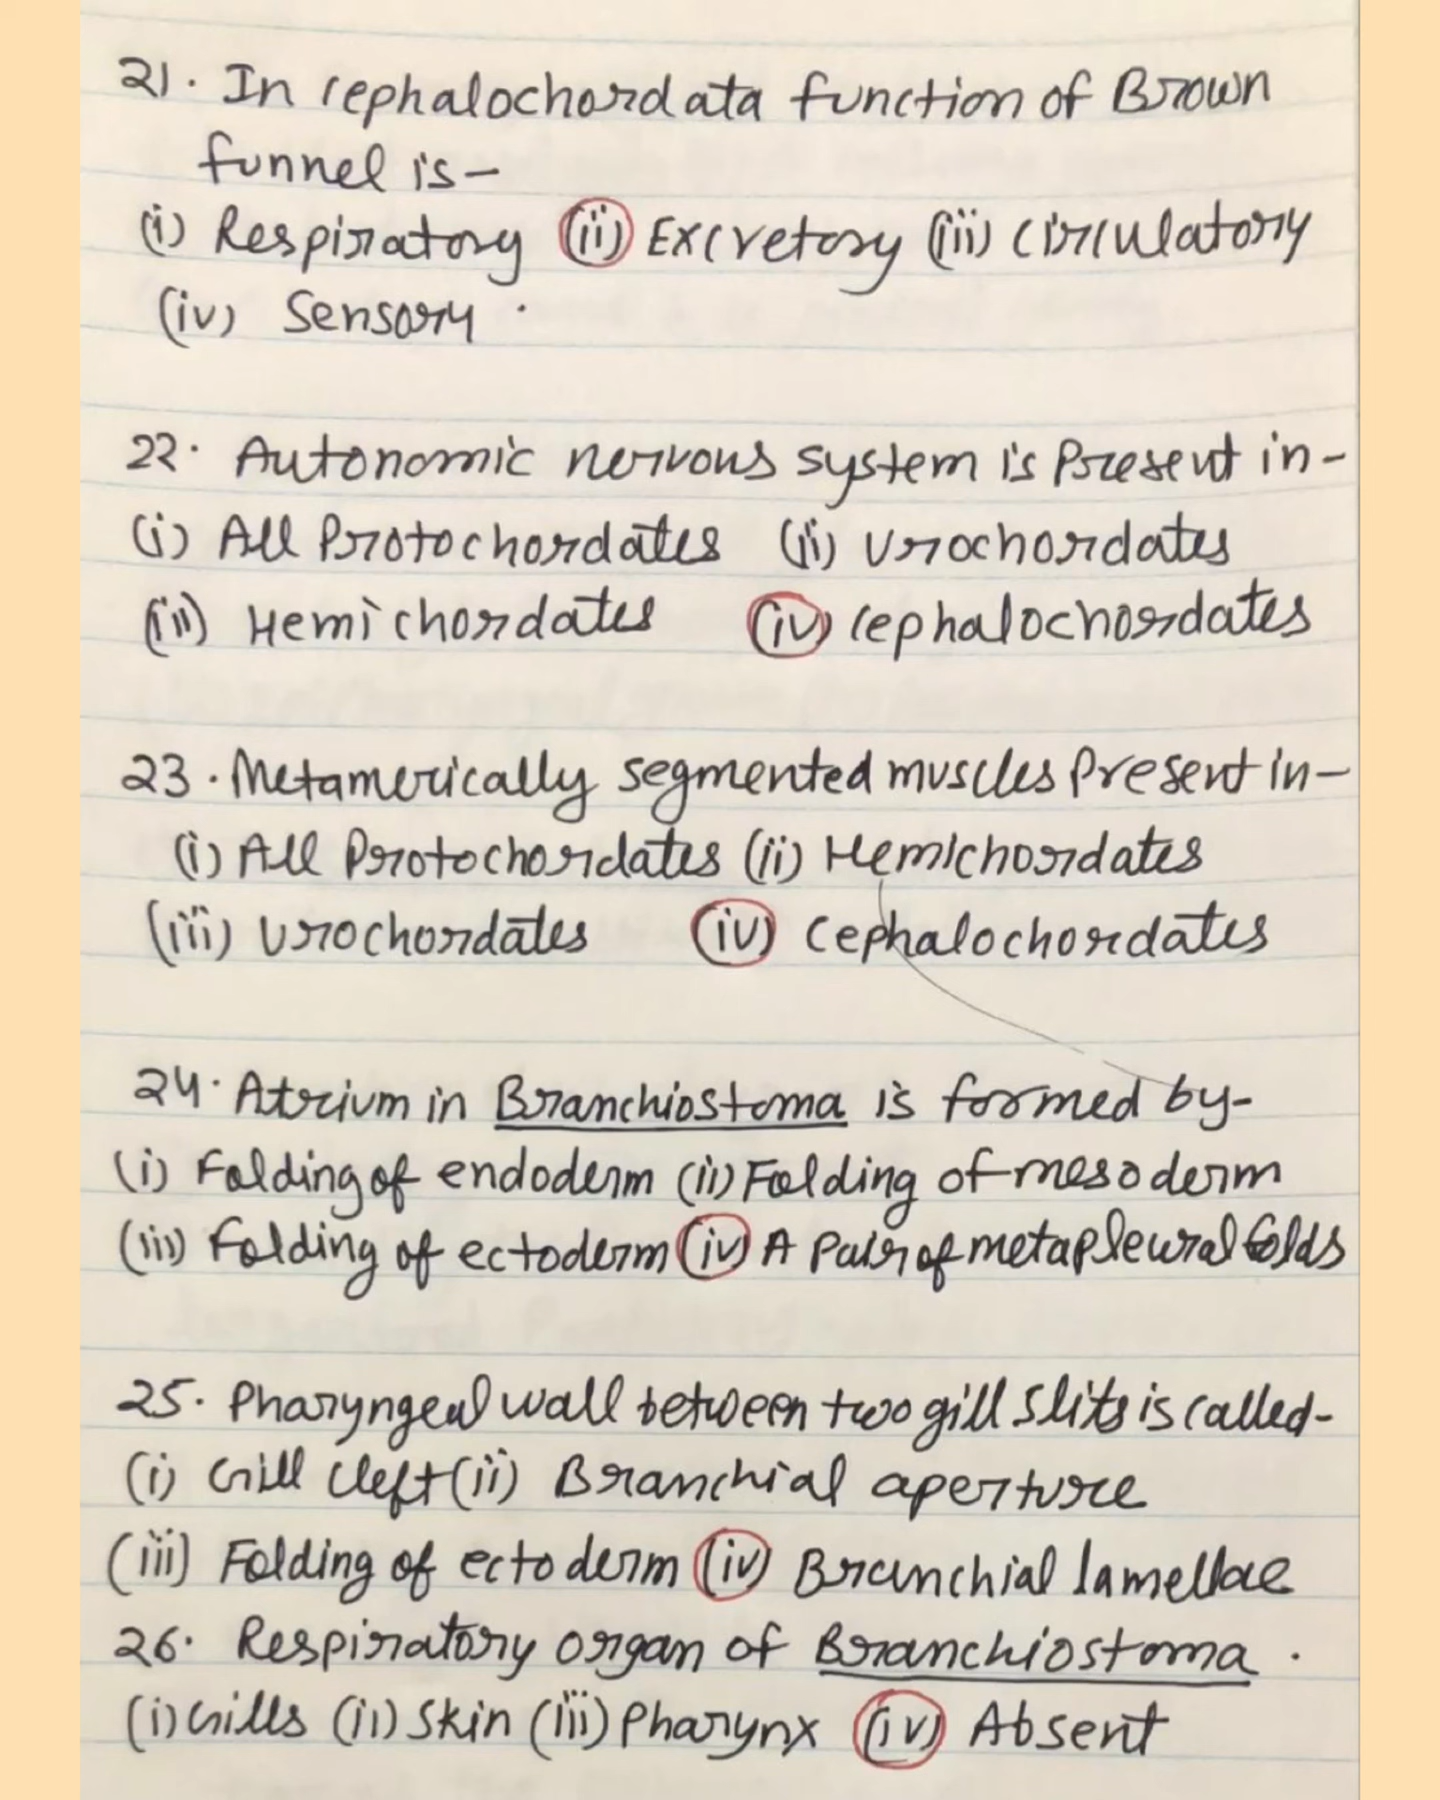 21. In cephalochordata function of Brown
funnel is-
(i) Respiratory (ii) Excretory (iii) circulatory
(iv) Sensory.
22. Autonomic nervous system is Present in-
(i) All Protochordates (ii) Urochordates
(iii) Hemichordates (iv) cephalochordates
23. Metamerically segmented muscles Present in-
(i) All Protochordates (ii) Hemichordates
(iii) Urochordates (iv) Cephalochordates
24. Atrium in Branchiostoma is formed by-
(i) Folding of endoderm (ii) Folding of mesoderm
(iii) Folding of ectoderm (iv) A Pair of metapleural folds
25. Pharyngeal wall between two gill slits is called-
(i) Gill cleft (ii) Branchial aperture
(iii) Folding of ectoderm (iv) Branchial lamellae
26. Respiratory organ of Branchiostoma.
(i) Gills (ii) Skin (iii) Pharynx (iv) Absent